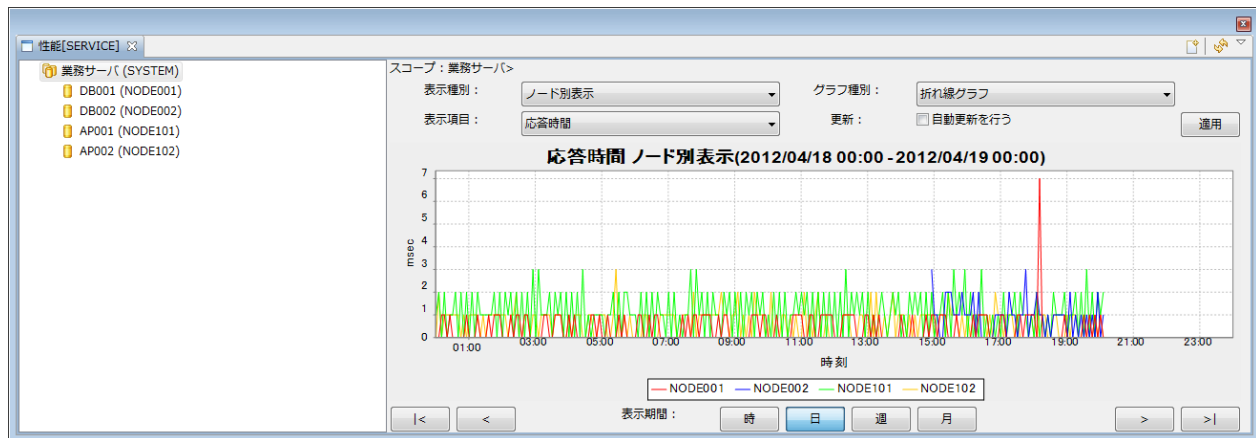 性能[SERVICE]
業務サーバ (SYSTEM)
DB001 (NODE001)
DB002 (NODE002)
AP001 (NODE101)
AP002 (NODE102)
スコープ：業務サーバ>
表示種別： ノード別表示 グラフ種別： 折れ線グラフ
表示項目： 応答時間 更新： 自動更新を行う 適用
応答時間 ノード別表示(2012/04/18 00:00 - 2012/04/19 00:00)
7
6
5
4
3
2
1
0
msec
01:00 03:00 05:00 07:00 09:00 11:00 13:00 15:00 17:00 19:00 21:00 23:00
時刻
NODE001 NODE002 NODE101 NODE102
|< < 表示期間： 時 日 週 月 > >|